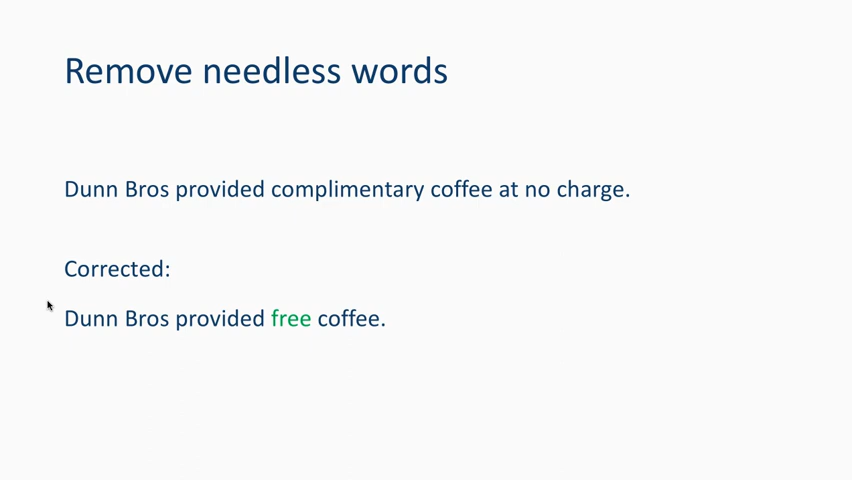 Remove needless words
Dunn Bros provided complimentary coffee at no charge.
Corrected:
Dunn Bros provided free coffee.